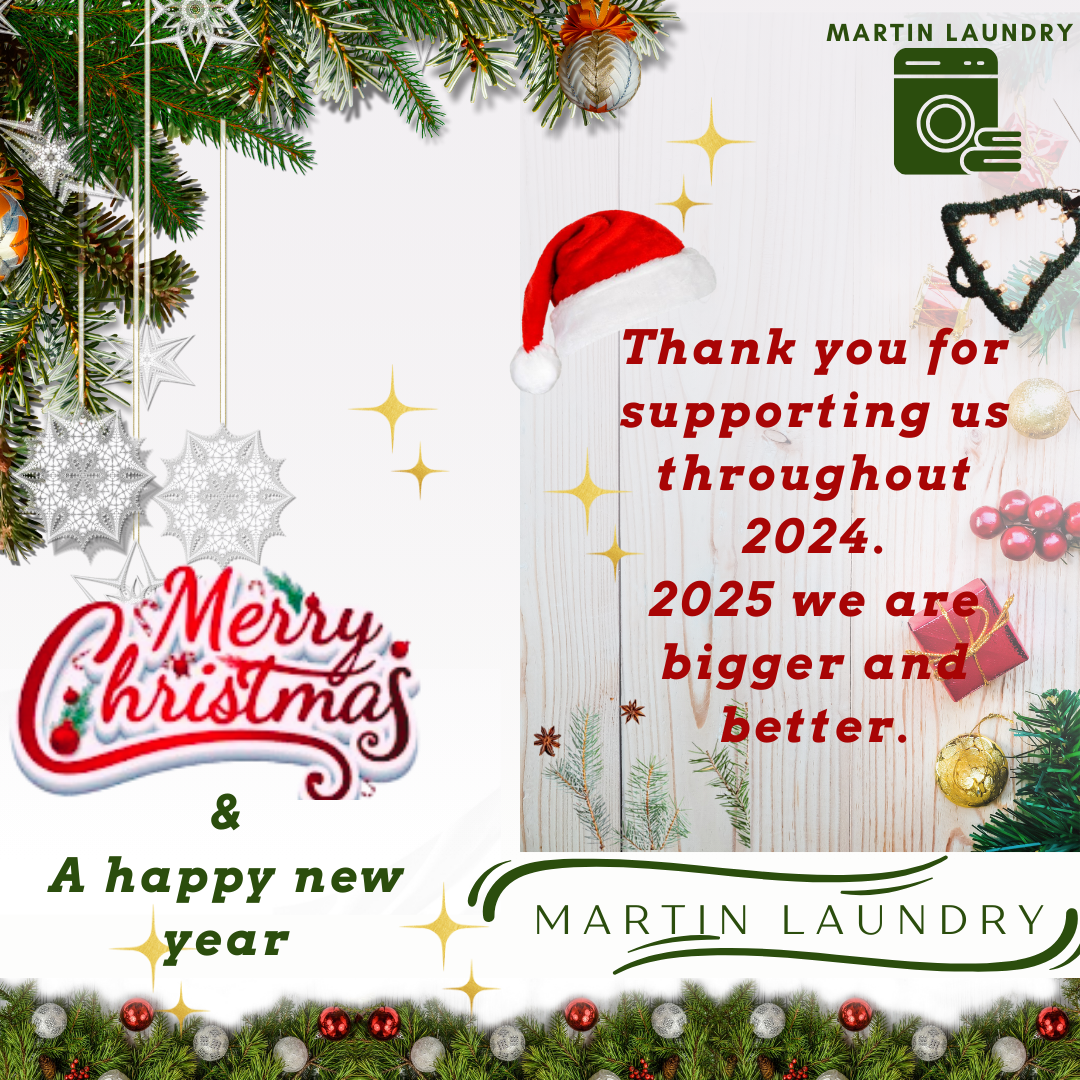 MARTIN LAUNDRY
Thank you for
supporting us
throughout
2024.
2025 we are
bigger and
better.
Merry
Christmas
&
A happy new
year
MARTIN LAUNDRY